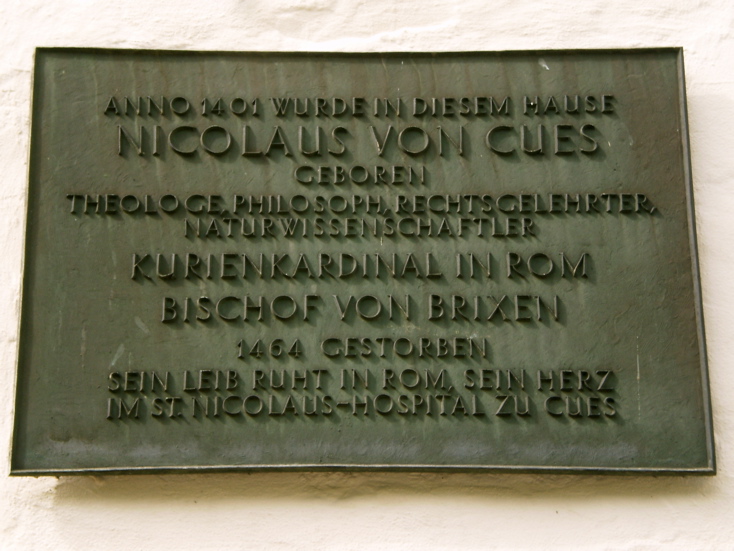 ANNO 1401 WURDE IN DIESEM HAUSE
NICOLAUS VON CUES
GEBOREN
THEOLOGE, PHILOSOPH, RECHTSGELEHRTER,
NATURWISSENSCHAFTLER
KURIENKARDINAL IN ROM
BISCHOF VON BRIXEN
1464 GESTORBEN
SEIN LEIB RUHT IN ROM, SEIN HERZ
IM ST. NICOLAUS-HOSPITAL ZU CUES